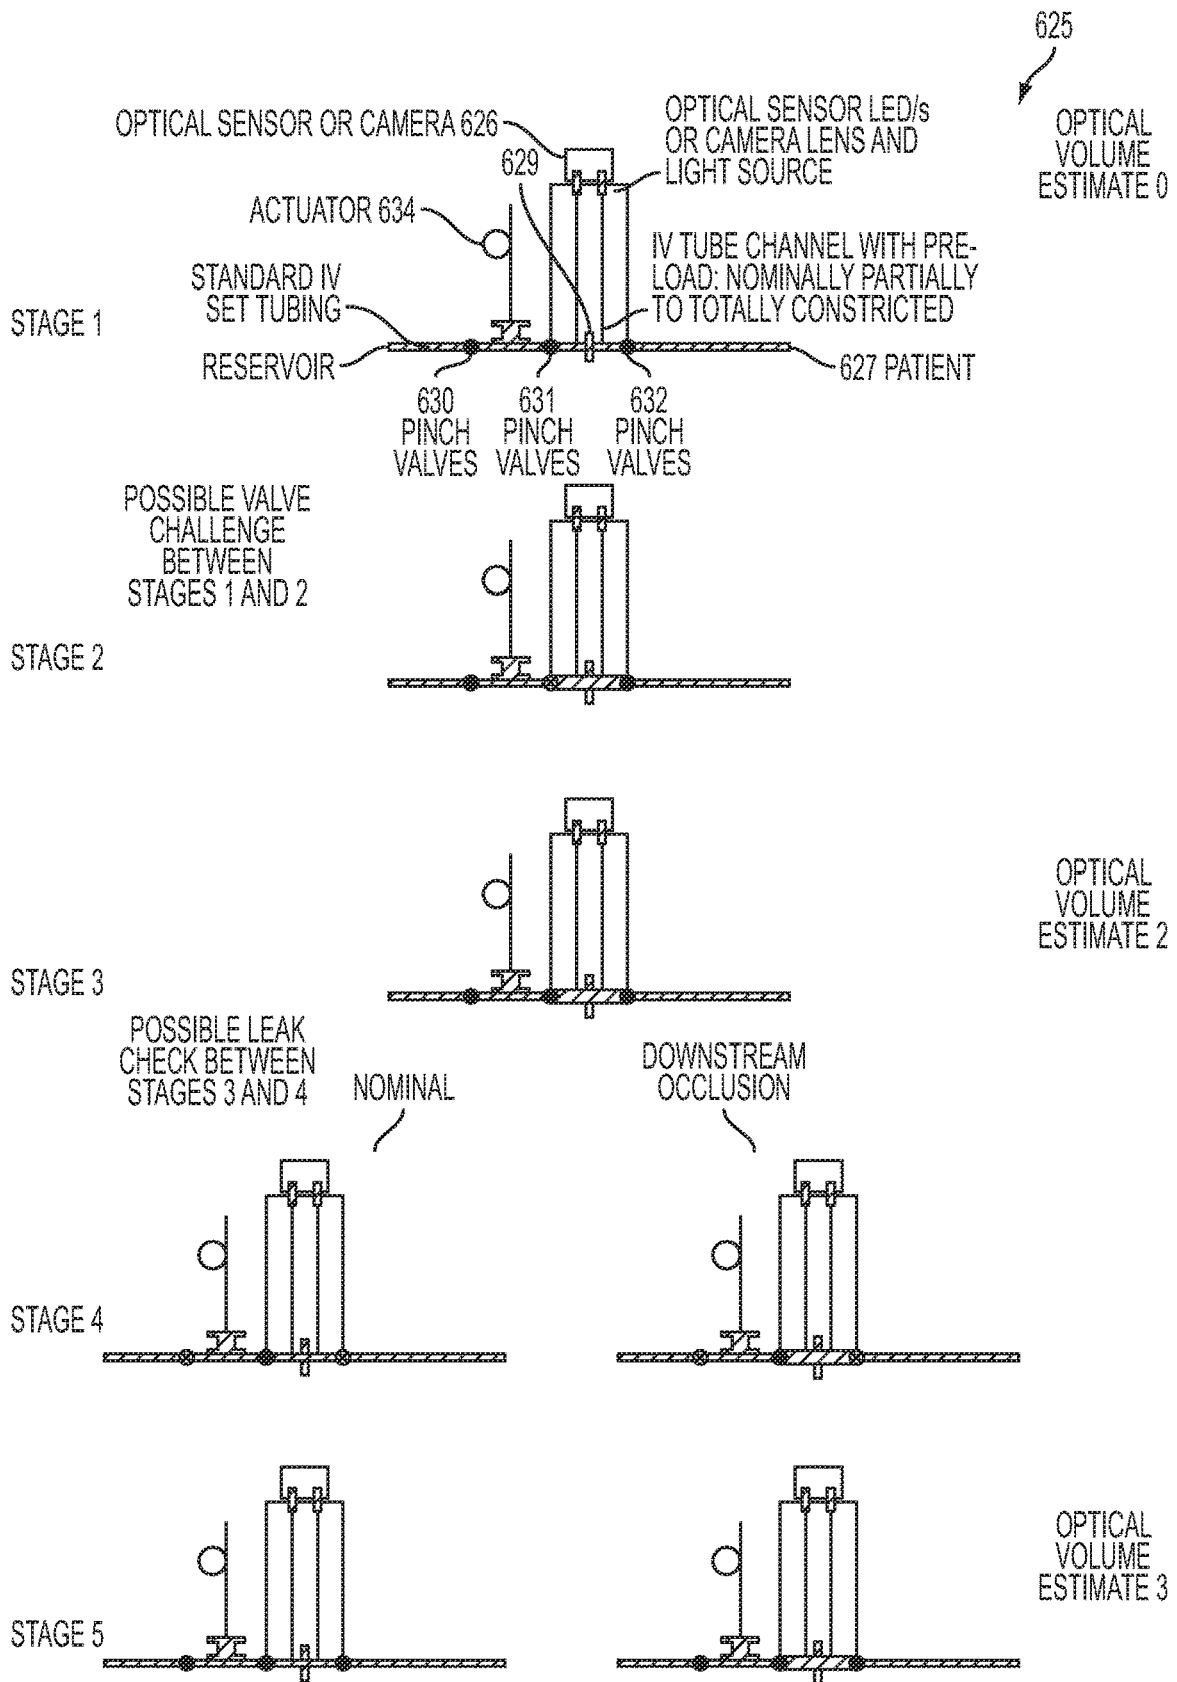 625
OPTICAL SENSOR OR CAMERA 626
629
OPTICAL SENSOR LED/s
OR CAMERA LENS AND
LIGHT SOURCE
OPTICAL
VOLUME
ESTIMATE 0
ACTUATOR 634
IV TUBE CHANNEL WITH PRE-
LOAD: NOMINALLY PARTIALLY
TO TOTALLY CONSTRICTED
STANDARD IV
SET TUBING
STAGE 1
RESERVOIR
627 PATIENT
630
PINCH
VALVES
631
PINCH
VALVES
632
PINCH
VALVES
POSSIBLE VALVE
CHALLENGE
BETWEEN
STAGES 1 AND 2
STAGE 2
OPTICAL
VOLUME
ESTIMATE 2
STAGE 3
POSSIBLE LEAK
CHECK BETWEEN
STAGES 3 AND 4
NOMINAL
DOWNSTREAM
OCCLUSION
STAGE 4
OPTICAL
VOLUME
ESTIMATE 3
STAGE 5